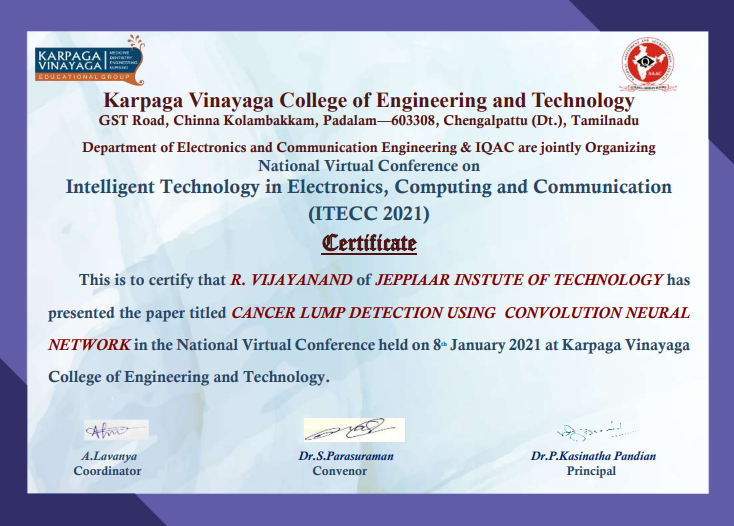 KARPAGA
VINAYAGA
MEDICINE
DENTISTRY
ENGINEERING
NURSING
EDUCATIONAL GROUP
Karpaga Vinayaga College of Engineering and Technology
GST Road, Chinna Kolambakkam, Padalam—603308, Chengalpattu (Dt.), Tamilnadu
Department of Electronics and Communication Engineering & IQAC are jointly Organizing
National Virtual Conference on
Intelligent Technology in Electronics, Computing and Communication
(ITECC 2021)
Certificate
This is to certify that R. VIJAYANAND of JEPPIAAR INSTUTE OF TECHNOLOGY has
presented the paper titled CANCER LUMP DETECTION USING CONVOLUTION NEURAL
NETWORK in the National Virtual Conference held on 8th January 2021 at Karpaga Vinayaga
College of Engineering and Technology.
A.Lavanya
Coordinator
Dr.S.Parasuraman
Convenor
Dr.P.Kasinatha Pandian
Principal